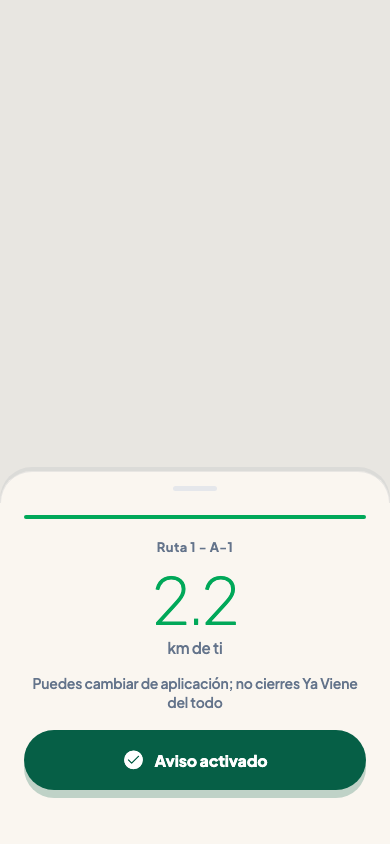 Ruta 1 - A-1
2.2
km de ti
Puedes cambiar de aplicación; no cierres Ya Viene
del todo
Aviso activado